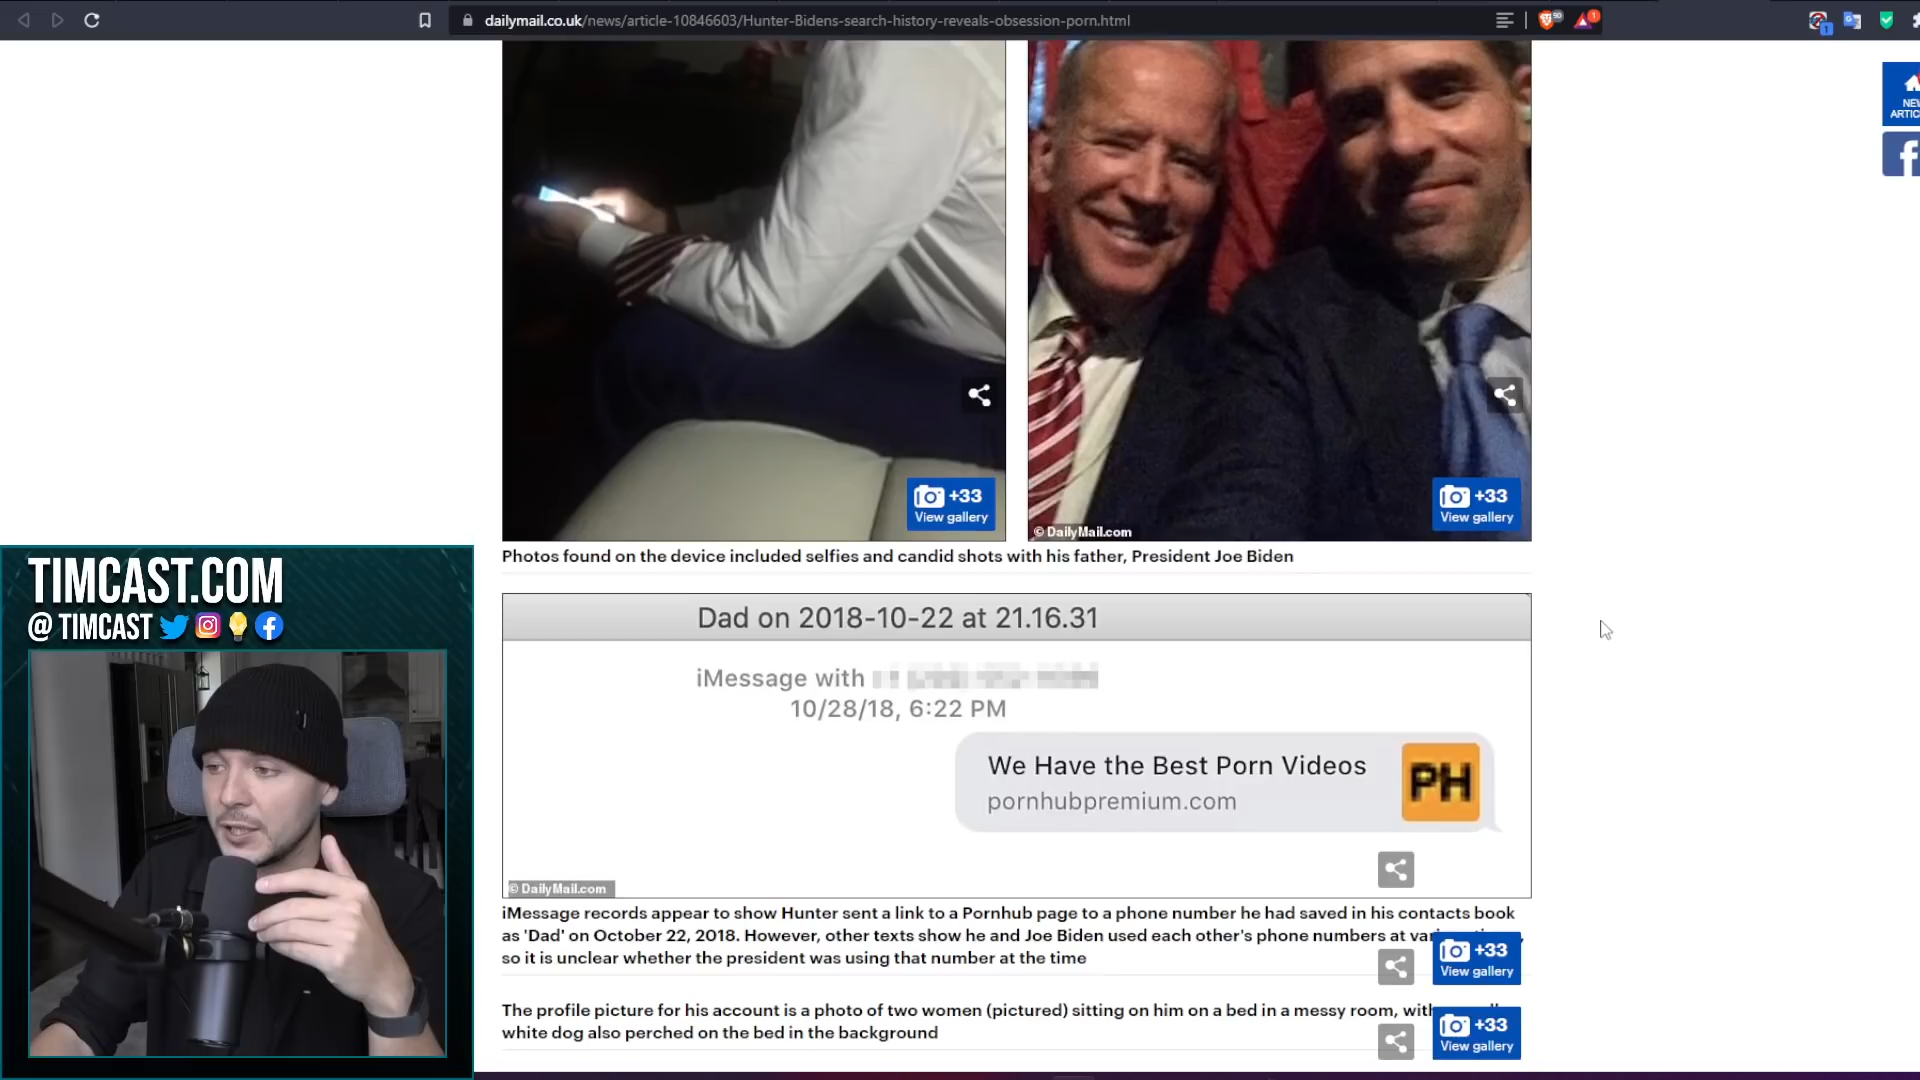 dailymail.co.uk/news/article-10846603/Hunter-Bidens-search-history-reveals-obsession-porn.html
90
1
1
NEW
ARTIC
+33
View gallery
© DailyMail.com
+33
View gallery
Photos found on the device included selfies and candid shots with his father, President Joe Biden
TIMCAST.COM
@ TIMCAST
Dad on 2018-10-22 at 21.16.31
iMessage with
10/28/18, 6:22 PM
We Have the Best Porn Videos
pornhubpremium.com
PH
© DailyMail.com
iMessage records appear to show Hunter sent a link to a Pornhub page to a phone number he had saved in his contacts book
as 'Dad' on October 22, 2018. However, other texts show he and Joe Biden used each other's phone numbers at
so it is unclear whether the president was using that number at the time
+33
View gallery
The profile picture for his account is a photo of two women (pictured) sitting on him on a bed in a messy room,
white dog also perched on the bed in the background
+33
View gallery